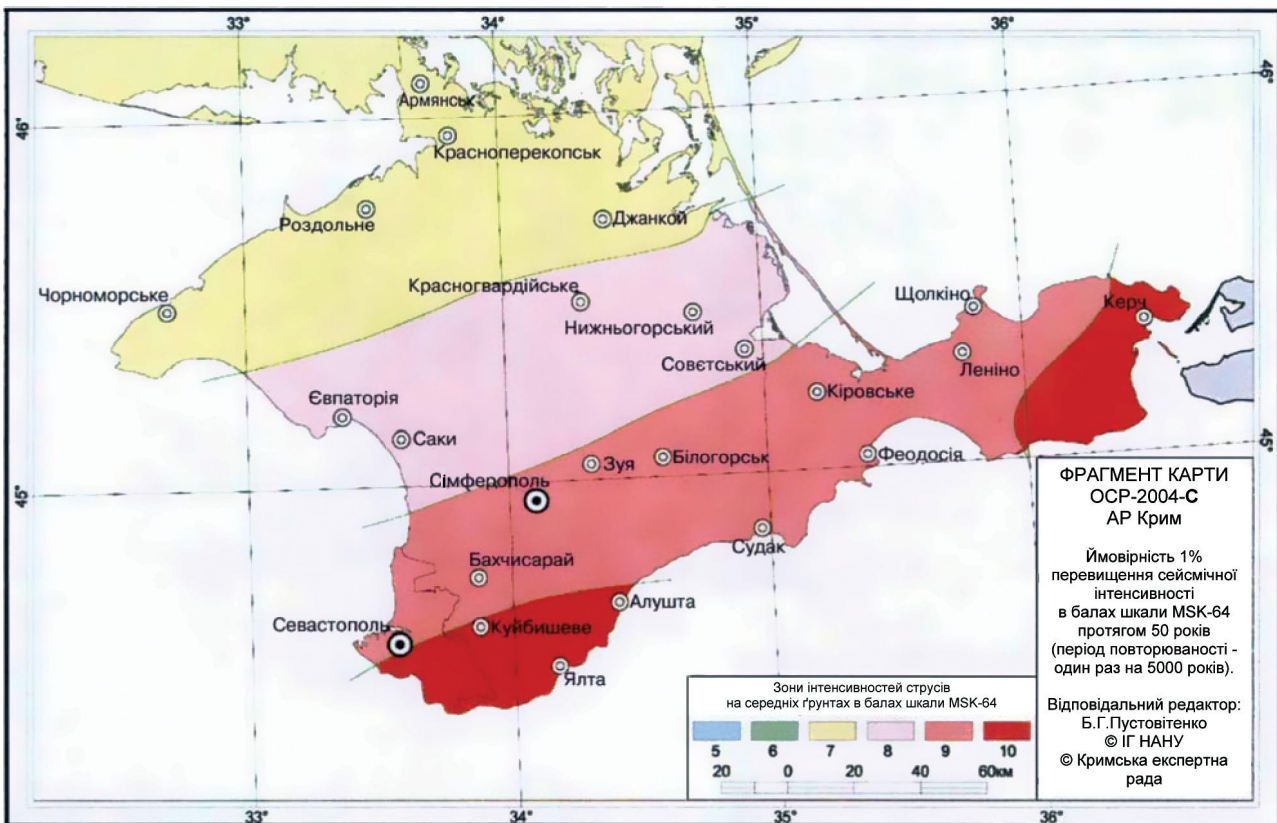 33°
34°
35°
36°
46°
46°
Армянськ
Красноперекопськ
Роздольне
Джанкой
Чорноморське
Красногвардійське
Нижньогорський
Совєтський
Щолкіно
Керч
Леніно
Кіровське
Євпаторія
Саки
Сімферополь
Зуя
Білогорськ
Феодосія
45°
45°
Бахчисарай
Судак
Севастополь
Куйбишеве
Алушта
Ялта
ФРАГМЕНТ КАРТИ
ОСР-2004-С
АР Крим
Ймовірність 1%
перевищення сейсмічної
інтенсивності
в балах шкали MSK-64
протягом 50 років
(період повторюваності -
один раз на 5000 років).
Відповідальний редактор:
Б.Г.Пустовітенко
© ІГ НАНУ
© Кримська експертна
рада
Зони інтенсивностей струсів
на середніх ґрунтах в балах шкали MSK-64
5 6 7 8 9 10
20 0 20 40 60км
33°
34°
35°
36°